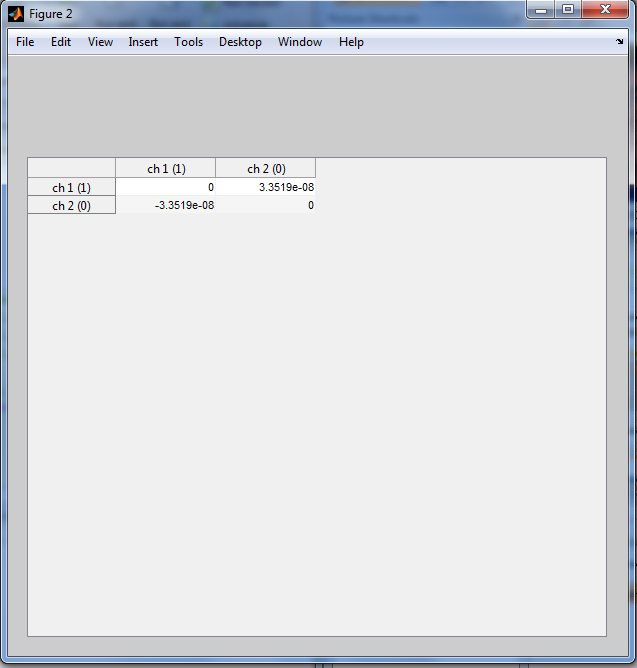 Figure 2
File Edit View Insert Tools Desktop Window Help
ch 1 (1) ch 2 (0)
ch 1 (1) 0 3.3519e-08
ch 2 (0) -3.3519e-08 0